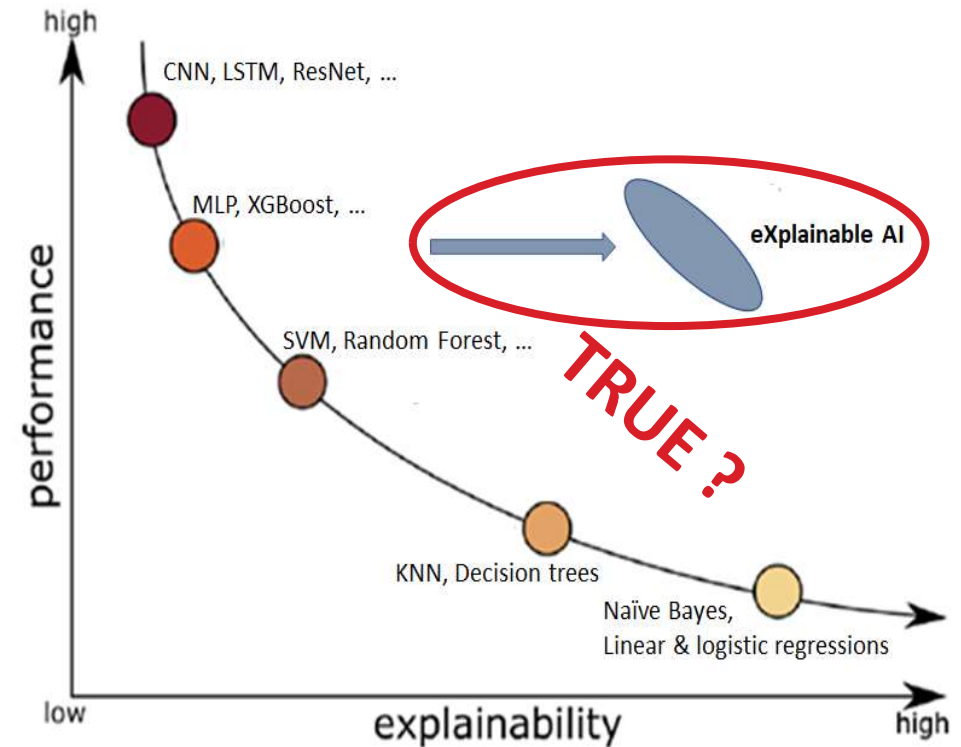 high
CNN, LSTM, ResNet, ...
MLP, XGBoost, ...
eXplainable AI
SVM, Random Forest, ...
TRUE ?
performance
KNN, Decision trees
Naïve Bayes,
Linear & logistic regressions
low
explainability
high